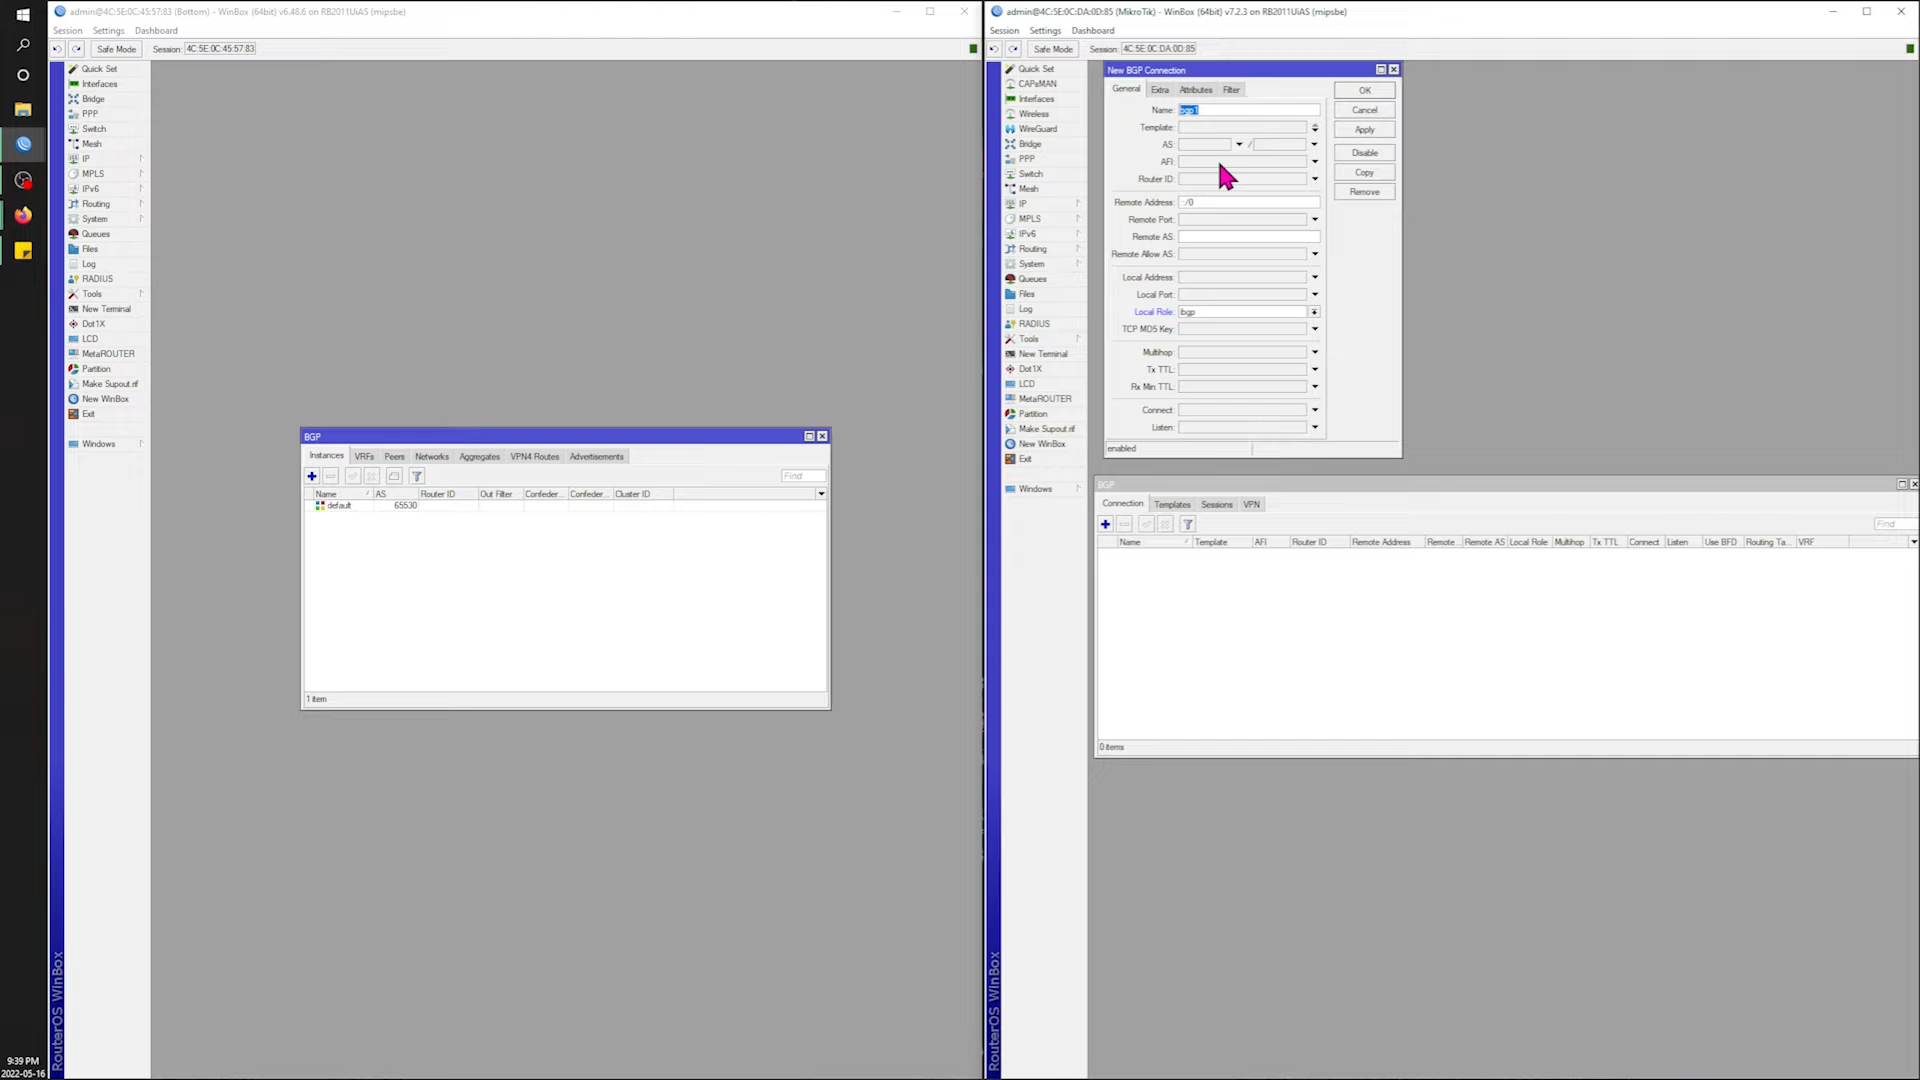 admin@4C:5E:0C:45:57:83 (Bottom) - WinBox (64bit) v6.48.6 on RB2011UiAS (mipsbe)
Session Settings Dashboard
Safe Mode Session: 4C:5E:0C:45:57:83
Quick Set
Interfaces
Bridge
PPP
Switch
Mesh
IP
MPLS
IPv6
Routing
System
Queues
Files
Log
RADIUS
Tools
New Terminal
Dot1X
LCD
MetaROUTER
Partition
Make Supout.rif
New WinBox
Exit
Windows
RouterOS WinBox
BGP
Instances VRFs Peers Networks Aggregates VPN4 Routes Advertisements
Find
Name AS Router ID Out Filter Confeder... Confeder... Cluster ID
default 65530
1 item
9:39 PM
2022-05-16
admin@4C:5E:0C:DA:0D:85 (MikroTik) - WinBox (64bit) v7.2.3 on RB2011UiAS (mipsbe)
Session Settings Dashboard
Safe Mode Session: 4C:5E:0C:DA:0D:85
Quick Set
CAPsMAN
Interfaces
Wireless
WireGuard
Bridge
PPP
Switch
Mesh
IP
MPLS
IPv6
Routing
System
Queues
Files
Log
RADIUS
Tools
New Terminal
Dot1X
LCD
MetaROUTER
Partition
Make Supout.rif
New WinBox
Exit
Windows
RouterOS WinBox
New BGP Connection
General Extra Attributes Filter
Name: bgp1
Template:
AS: /
AFI:
Router ID:
Remote Address: ::/0
Remote Port:
Remote AS:
Remote Allow AS:
Local Address:
Local Port:
Local Role: ibgp
TCP MD5 Key:
Multihop:
Tx TTL:
Rx Min TTL:
Connect:
Listen:
enabled
OK
Cancel
Apply
Disable
Copy
Remove
BGP
Connection Templates Sessions VPN
Find
Name Template AFI Router ID Remote Address Remote ... Remote AS Local Role Multihop Tx TTL Connect Listen Use BFD Routing Ta... VRF
0 items